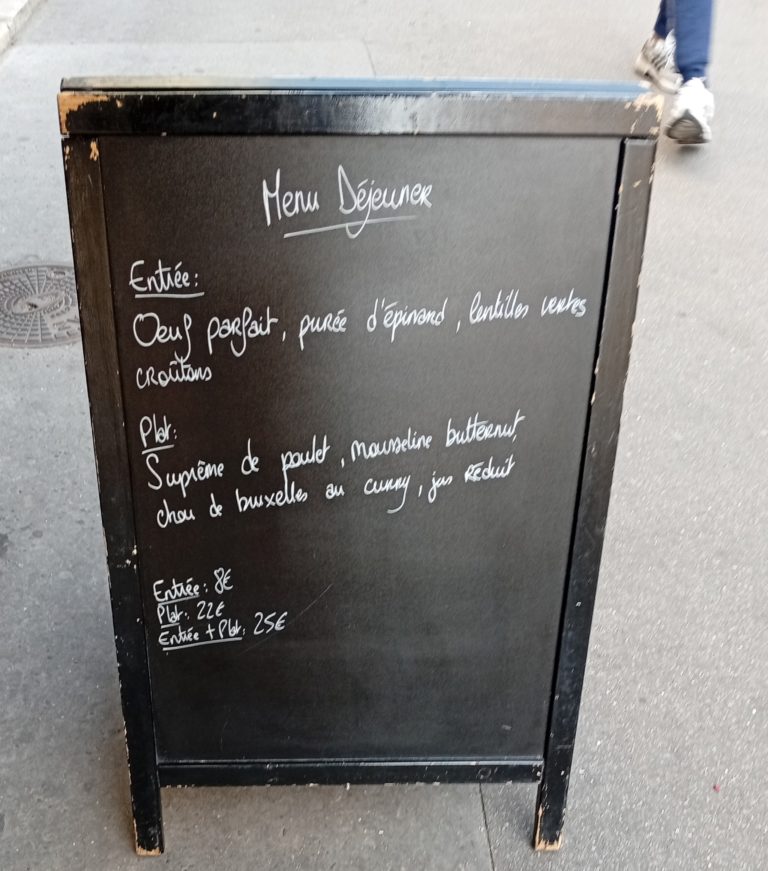 Menu Déjeuner
Entrée:
Oeuf parfait, purée d'épinard, lentilles vertes
croûtons
Plat:
Suprême de poulet, mousseline butternut,
chou de bruxelles au curry, jus réduit
Entrée: 8€
Plat: 22€
Entrée + Plat: 25€